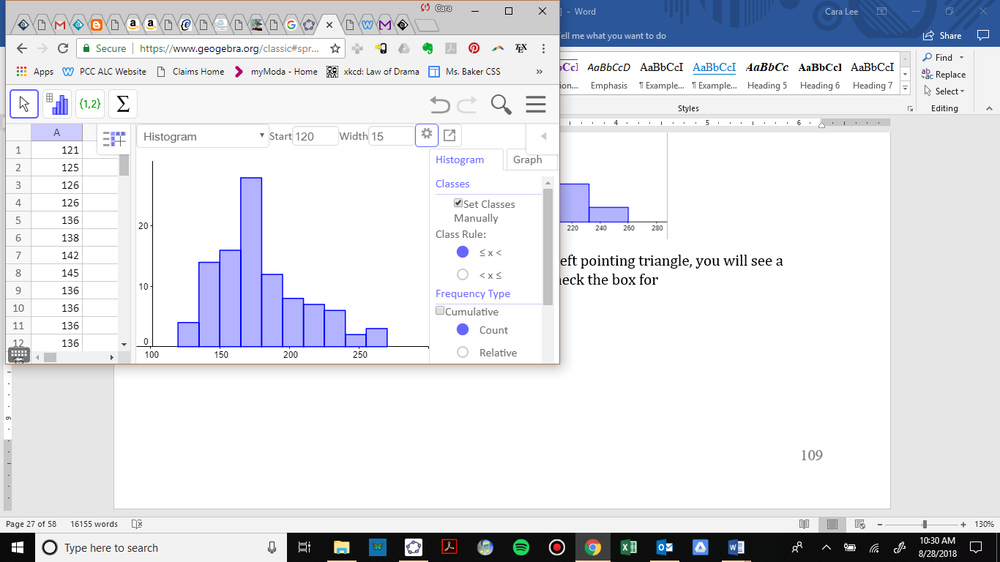 Cara
Secure
https://www.geogebra.org/classic#spr...
TEX
Apps
PCC ALC Website
Claims Home
myModa - Home
xkcd: Law of Drama
Ms. Baker CSS
»
{1,2}
Σ
Histogram
Start 120
Width 15
A
1 121
2 125
3 126
4 126
5 136
6 138
7 142
8 145
9 136
10 136
11 136
12 136
20
10
0
100 150 200 250
Histogram
Graph
Classes
Set Classes
Manually
Class Rule:
≤ x <
< x ≤
Frequency Type
Cumulative
Count
Relative
- Word
Cara Lee
ell me what you want to do
Share
AaBbCcD AaBbCcI AaBbCcI AaBbCc AaBbCcI AaBbCcI
ion... Emphasis ¶ Example... ¶ Example... Heading 5 Heading 6 Heading 7
Styles
Find
Replace
Select
Editing
4 5 6
220 240 260 280
eft pointing triangle, you will see a
heck the box for
109
9
Page 27 of 58
16155 words
130%
Type here to search
10:30 AM
8/28/2018